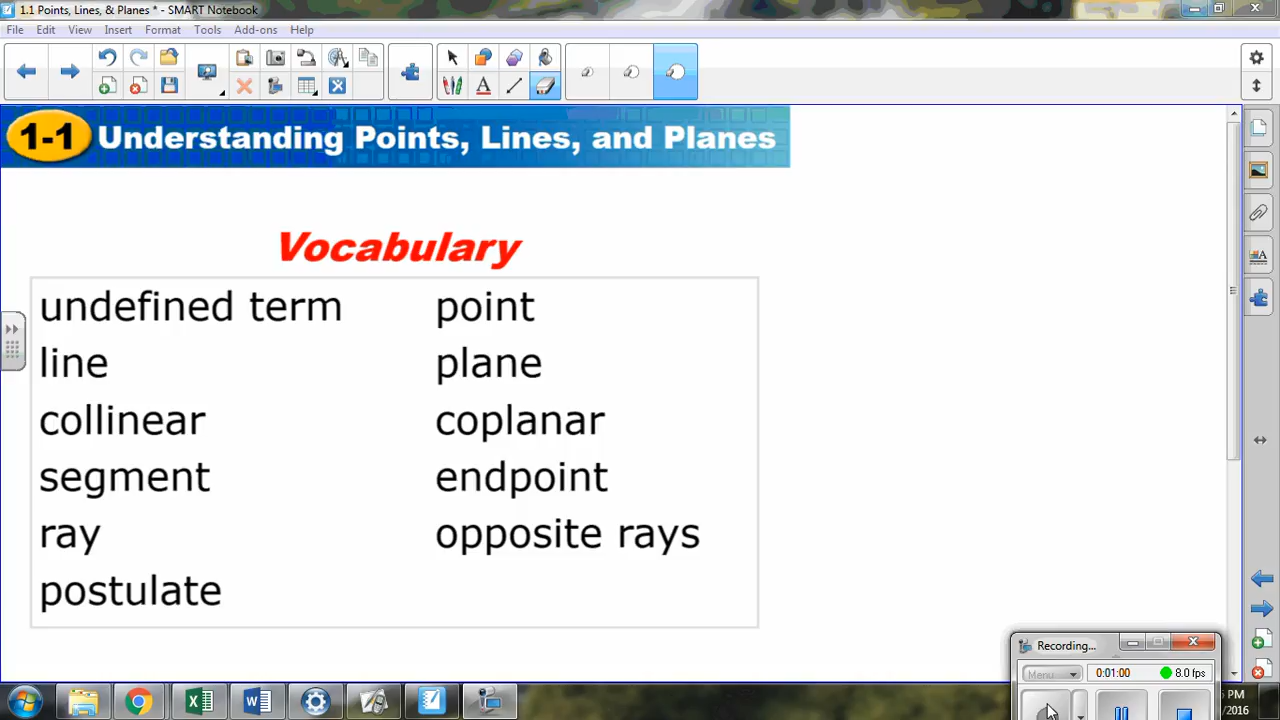 1.1 Points, Lines, & Planes * - SMART Notebook
File Edit View Insert Format Tools Add-ons Help
1-1 Understanding Points, Lines, and Planes
Vocabulary
undefined term point
line plane
collinear coplanar
segment endpoint
ray opposite rays
postulate
Recording...
Menu 0:01:00 8.0 fps
PM
/2016